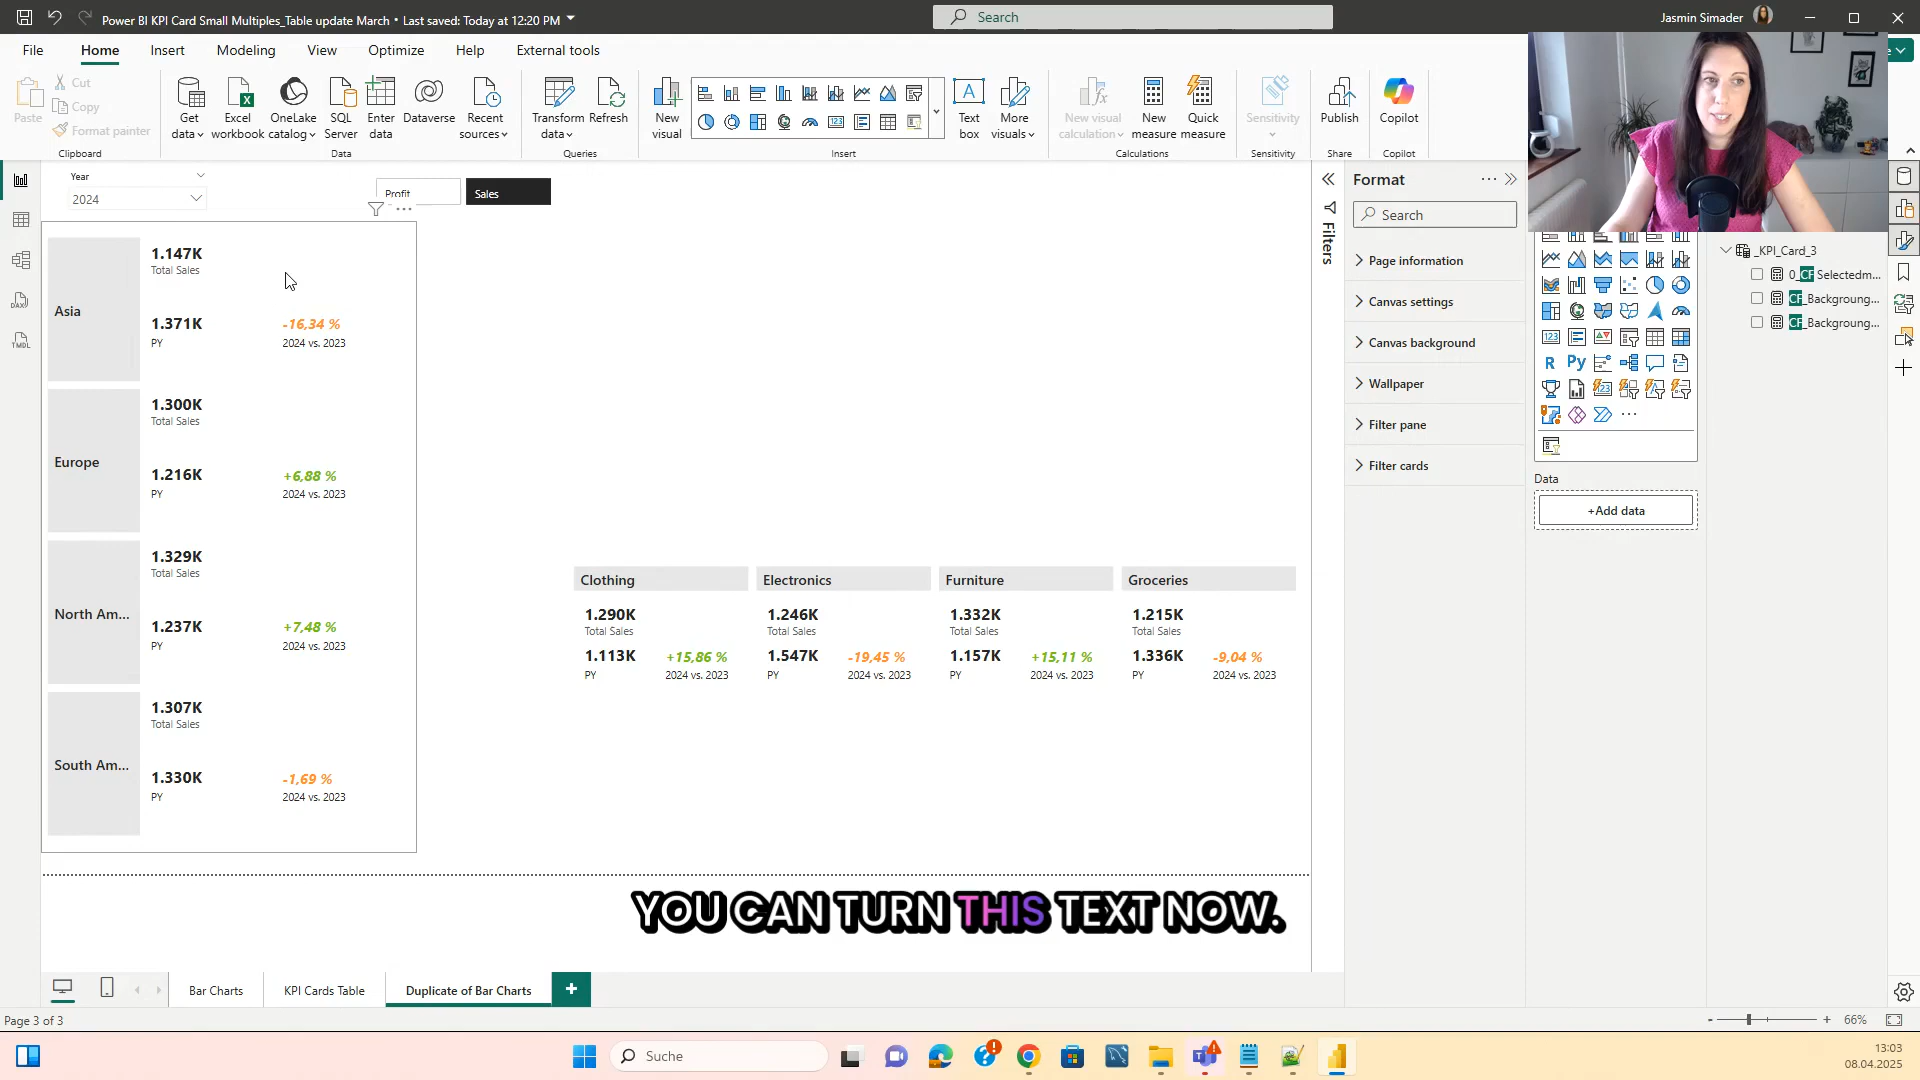 Power BI KPI Card Small Multiples_Table update March • Last saved: Today at 12:20 PM
Search
Jasmin Simader
File
Home
Insert
Modeling
View
Optimize
Help
External tools
Paste
Cut
Copy
Format painter
Get data
Excel workbook
OneLake catalog
SQL Server
Enter data
Dataverse
Recent sources
Transform data
Refresh
New visual
Text box
More visuals
New visual calculation
New measure
Quick measure
Sensitivity
Publish
Copilot
Clipboard
Data
Queries
Insert
Calculations
Sensitivity
Share
Copilot
Year
2024
Profit
Sales
Asia
1.147K
Total Sales
1.371K
PY
-16,34 %
2024 vs. 2023
Europe
1.300K
Total Sales
1.216K
PY
+6,88 %
2024 vs. 2023
North Am...
1.329K
Total Sales
1.237K
PY
+7,48 %
2024 vs. 2023
South Am...
1.307K
Total Sales
1.330K
PY
-1,69 %
2024 vs. 2023
Clothing
1.290K
Total Sales
1.113K
PY
+15,86 %
2024 vs. 2023
Electronics
1.246K
Total Sales
1.547K
PY
-19,45 %
2024 vs. 2023
Furniture
1.332K
Total Sales
1.157K
PY
+15,11 %
2024 vs. 2023
Groceries
1.215K
Total Sales
1.336K
PY
-9,04 %
2024 vs. 2023
Filters
Format
Search
Page information
Canvas settings
Canvas background
Wallpaper
Filter pane
Filter cards
R
Py
123
Data
+Add data
_KPI_Card_3
0_CF Selectedm...
CF_Backgroung...
CF_Backgroung...
DAX
TMDL
YOU CAN TURN THIS TEXT NOW.
Bar Charts
KPI Cards Table
Duplicate of Bar Charts
Page 3 of 3
66%
Suche
13:03
08.04.2025